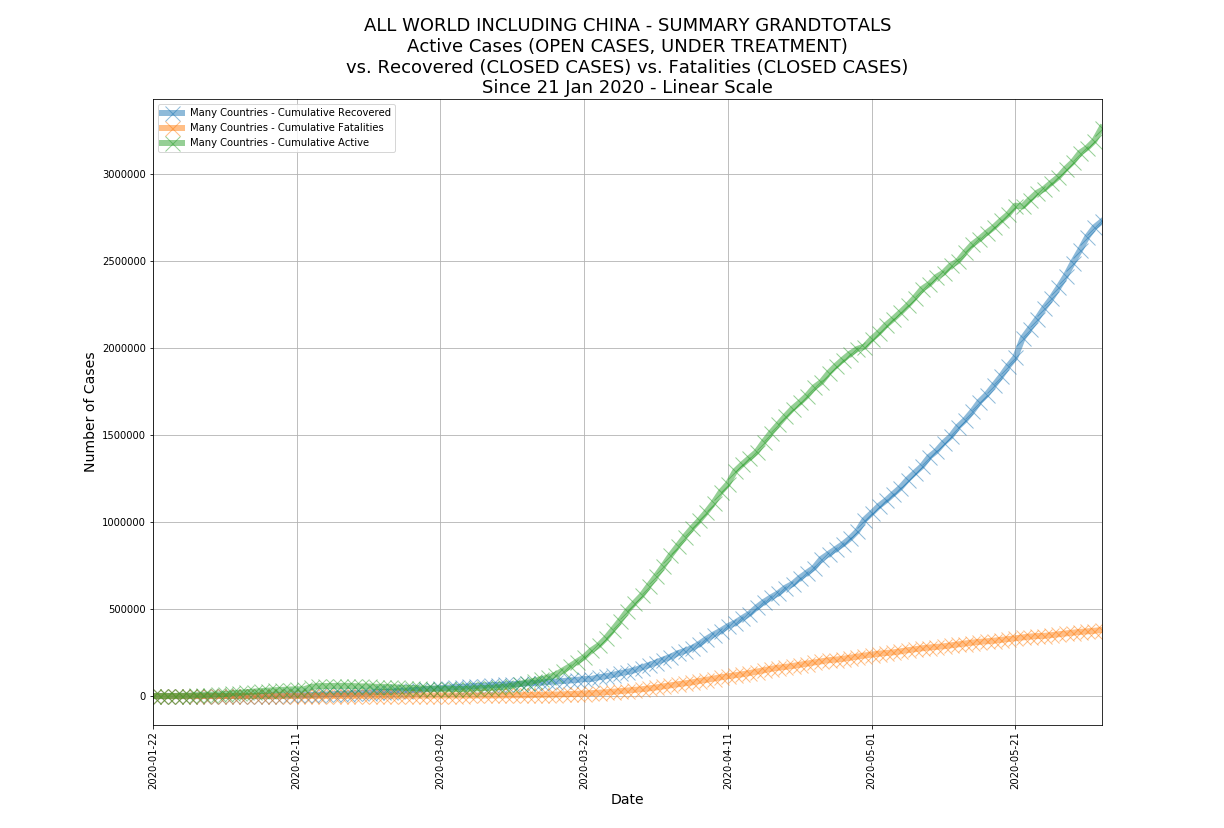 ALL WORLD INCLUDING CHINA - SUMMARY GRANDTOTALS
Active Cases (OPEN CASES, UNDER TREATMENT)
vs. Recovered (CLOSED CASES) vs. Fatalities (CLOSED CASES)
Since 21 Jan 2020 - Linear Scale
Many Countries - Cumulative Recovered
Many Countries - Cumulative Fatalities
Many Countries - Cumulative Active
3000000
2500000
2000000
1500000
1000000
500000
0
Number of Cases
2020-01-22
2020-02-11
2020-03-02
2020-03-22
2020-04-11
2020-05-01
2020-05-21
Date